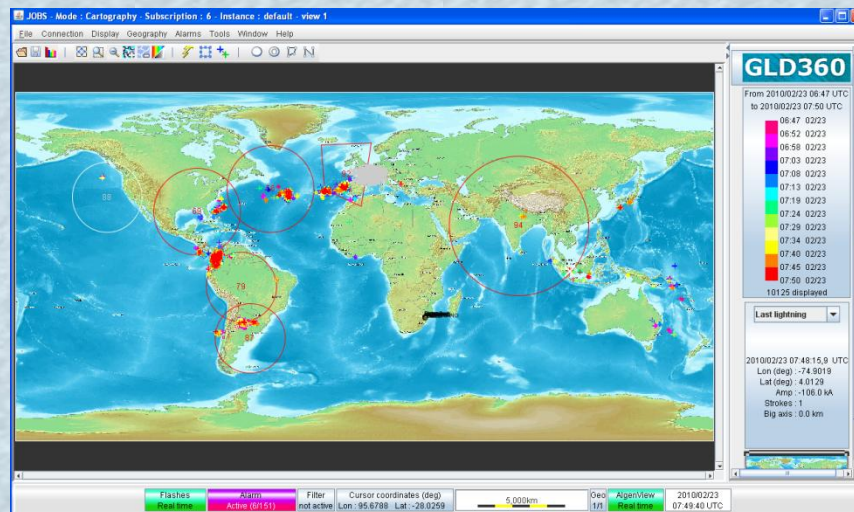 JOBS - Mode : Cartography - Subscription : 6 - Instance : default - view 1
File Connection Display Geography Alarms Tools Window Help
GLD360
From 2010/02/23 06:47 UTC
to 2010/02/23 07:50 UTC
06:47 02/23
06:52 02/23
06:58 02/23
07:03 02/23
07:08 02/23
07:13 02/23
07:19 02/23
07:24 02/23
07:29 02/23
07:34 02/23
07:40 02/23
07:45 02/23
07:50 02/23
10125 displayed
88
94
79
87
Last lightning
2010/02/23 07:48:15,9 UTC
Lon (deg) : -74.9019
Lat (deg) : 4.0129
Amp : -106.0 kA
Strokes : 1
Big axis : 0.0 km
Flashes
Real time
Alarm
Active (6/151)
Filter
not active
Cursor coordinates (deg)
Lon : 95.6788 Lat : -28.0259
5,000km
Geo
1/1
AlgenView
Real time
2010/02/23
07:49:40 UTC